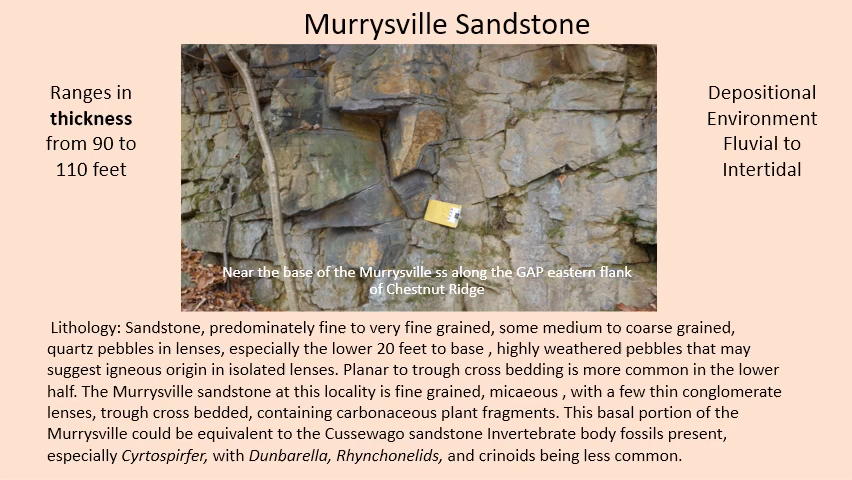 Murrysville Sandstone
Ranges in
thickness
from 90 to
110 feet
Depositional
Environment
Fluvial to
Intertidal
Near the base of the Murrysville ss along the GAP eastern flank
of Chestnut Ridge
Lithology: Sandstone, predominately fine to very fine grained, some medium to coarse grained,
quartz pebbles in lenses, especially the lower 20 feet to base , highly weathered pebbles that may
suggest igneous origin in isolated lenses. Planar to trough cross bedding is more common in the lower
half. The Murrysville sandstone at this locality is fine grained, micaeous , with a few thin conglomerate
lenses, trough cross bedded, containing carbonaceous plant fragments. This basal portion of the
Murrysville could be equivalent to the Cussewago sandstone Invertebrate body fossils present,
especially Cyrtospirfer, with Dunbarella, Rhynchonelids, and crinoids being less common.